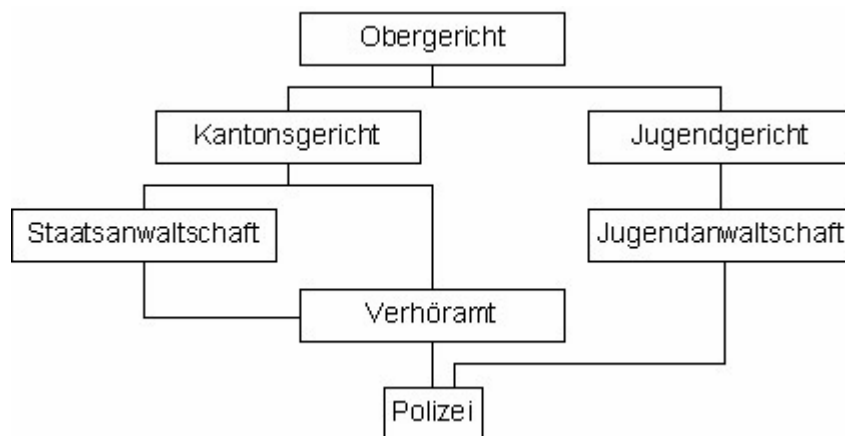 Obergericht
Kantonsgericht
Jugendgericht
Staatsanwaltschaft
Jugendanwaltschaft
Verhöramt
Polizei